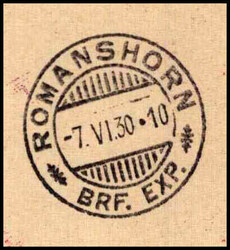 ROMANSHORN
-7.VI.30•10
BRF. EXP.